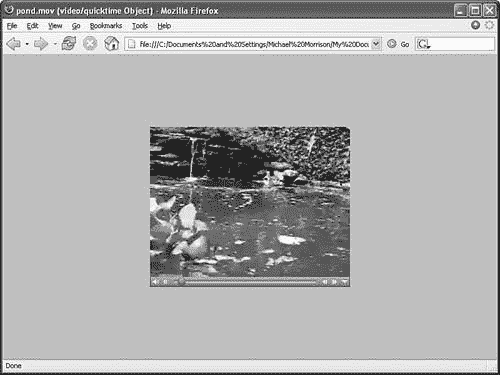 pond.mov (video/quicktime Object) - Mozilla Firefox
File Edit View Go Bookmarks Tools Help
file:///C:/Documents%20and%20Settings/Michael%20Morrison/My%20Docu
Go
Done